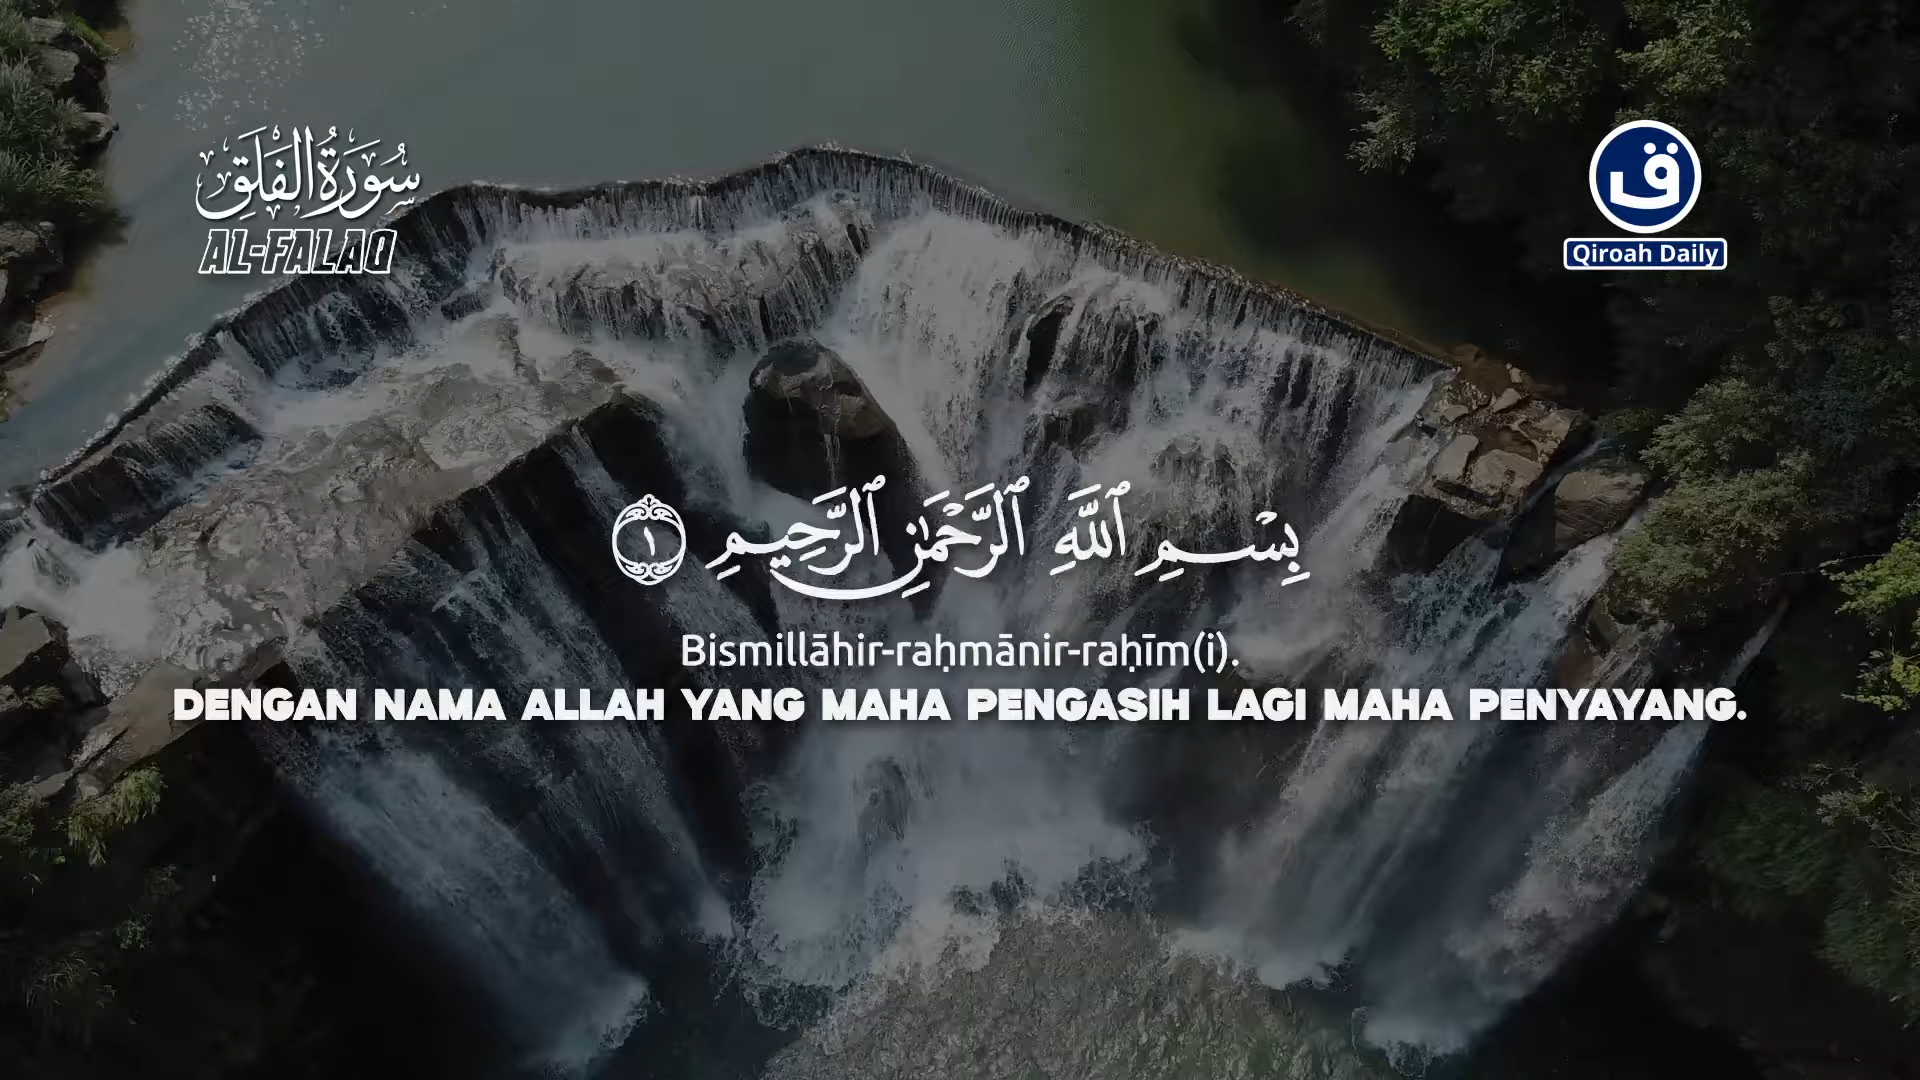 سُورَةُ الْفَلَقِ
AL-FALAQ
ق
Qiroah Daily
بِسْمِ ٱللَّهِ ٱلرَّحْمَٰنِ ٱلرَّحِيمِ ١
Bismillāhir-raḥmānir-raḥīm(i).
DENGAN NAMA ALLAH YANG MAHA PENGASIH LAGI MAHA PENYAYANG.